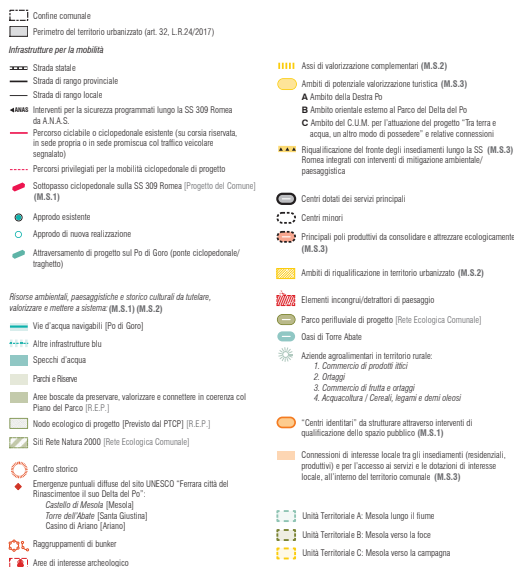 Confine comunale
Perimetro del territorio urbanizzato (art. 32, L.R.24/2017)
Infrastrutture per la mobilità
Strada statale
Strada di rango provinciale
Strada di rango locale
ANAS Interventi per la sicurezza programmati lungo la SS 309 Romea
da A.N.A.S.
Percorso ciclabile o ciclopedonale esistente (su corsia riservata,
in sede propria o in sede promiscua col traffico veicolare
segnalato)
Percorsi privilegiati per la mobilità ciclopedonale di progetto
Sottopasso ciclopedonale sulla SS 309 Romea [Progetto del Comune]
(M.S.1)
Approdo esistente
Approdo di nuova realizzazione
Attraversamento di progetto sul Po di Goro (ponte ciclopedonale/
traghetto)
Risorse ambientali, paesaggistiche e storico culturali da tutelare,
valorizzare e mettere a sistema: (M.S.1) (M.S.2)
Vie d'acqua navigabili [Po di Goro]
Altre infrastrutture blu
Specchi d'acqua
Parchi e Riserve
Aree boscate da preservare, valorizzare e connettere in coerenza col
Piano del Parco [R.E.P.]
Nodo ecologico di progetto [Previsto dal PTCP] [R.E.P.]
Siti Rete Natura 2000 [Rete Ecologica Comunale]
Centro storico
Emergenze puntuali diffuse del sito UNESCO "Ferrara città del
Rinascimentoe il suo Delta del Po":
Castello di Mesola [Mesola]
Torre dell'Abate [Santa Giustina]
Casino di Ariano [Ariano]
Raggruppamenti di bunker
Aree di interesse archeologico
Assi di valorizzazione complementari (M.S.2)
Ambiti di potenziale valorizzazione turistica (M.S.3)
A Ambito della Destra Po
B Ambito orientale esterno al Parco del Delta del Po
C Ambito del C.U.M. per l'attuazione del progetto "Tra terra e
acqua, un altro modo di possedere" e relative connessioni
Riqualificazione del fronte degli insediamenti lungo la SS (M.S.3)
Romea integrati con interventi di mitigazione ambientale/
paesaggistica
Centri dotati dei servizi principali
Centri minori
Principali poli produttivi da consolidare e attrezzare ecologicamente
(M.S.3)
Ambiti di riqualificazione in territorio urbanizzato (M.S.2)
Elementi incongrui/detrattori di paesaggio
Parco perifluviale di progetto [Rete Ecologica Comunale]
Oasi di Torre Abate
Aziende agroalimentari in territorio rurale:
1. Commercio di prodotti ittici
2. Ortaggi
3. Commercio di frutta e ortaggi
4. Acquacoltura / Cereali, legami e demi oleosi
"Centri identitari" da strutturare attraverso interventi di
qualificazione dello spazio pubblico (M.S.1)
Connessioni di interesse locale tra gli insediamenti (residenziali,
produttivi) e per l'accesso ai servizi e le dotazioni di interesse
locale, all'interno del territorio comunale (M.S.3)
Unità Territoriale A: Mesola lungo il fiume
Unità Territoriale B: Mesola verso la foce
Unità Territoriale C: Mesola verso la campagna